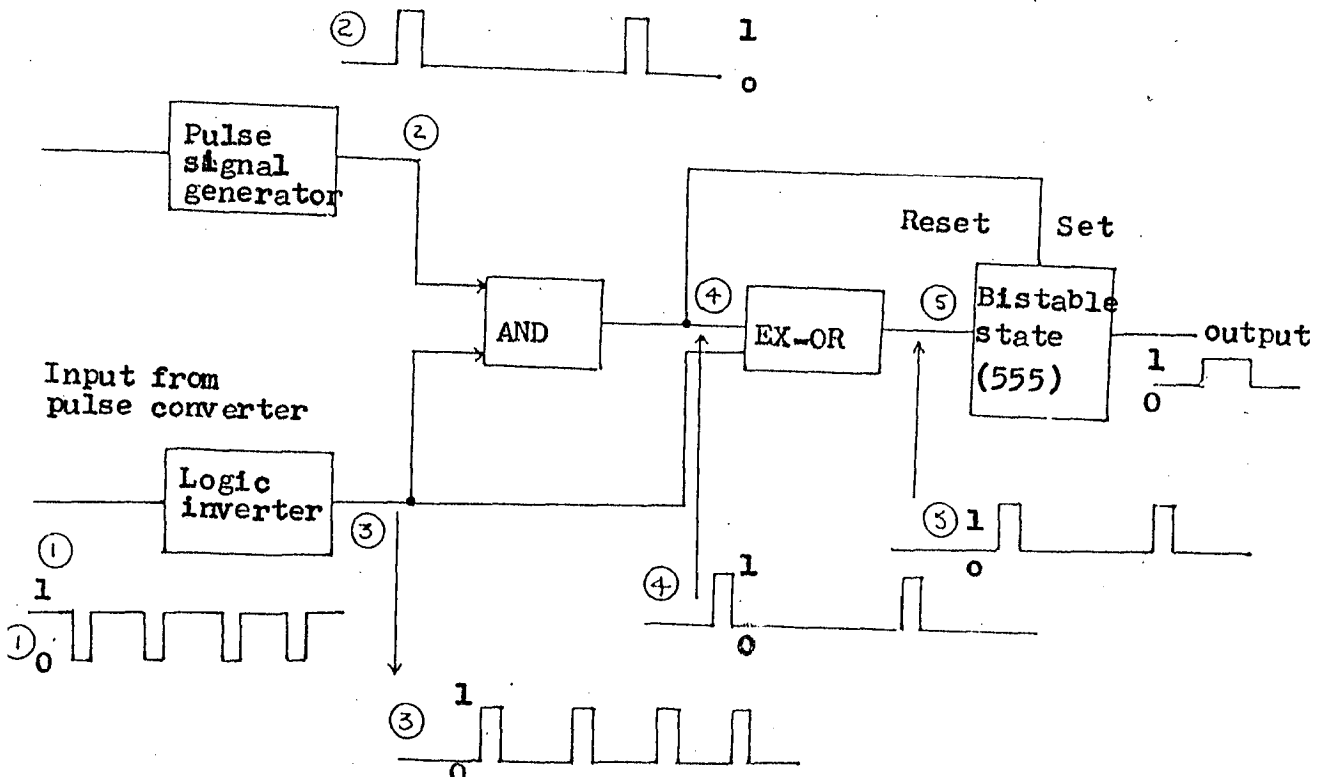 ②
1
0
Pulse
signal
generator
②
Reset
Set
④
⑤
Bistable
state
(555)
AND
EX-OR
output
1
0
Input from
pulse converter
Logic
inverter
③
①
1
①
0
⑤
1
0
④
1
0
③
1
0